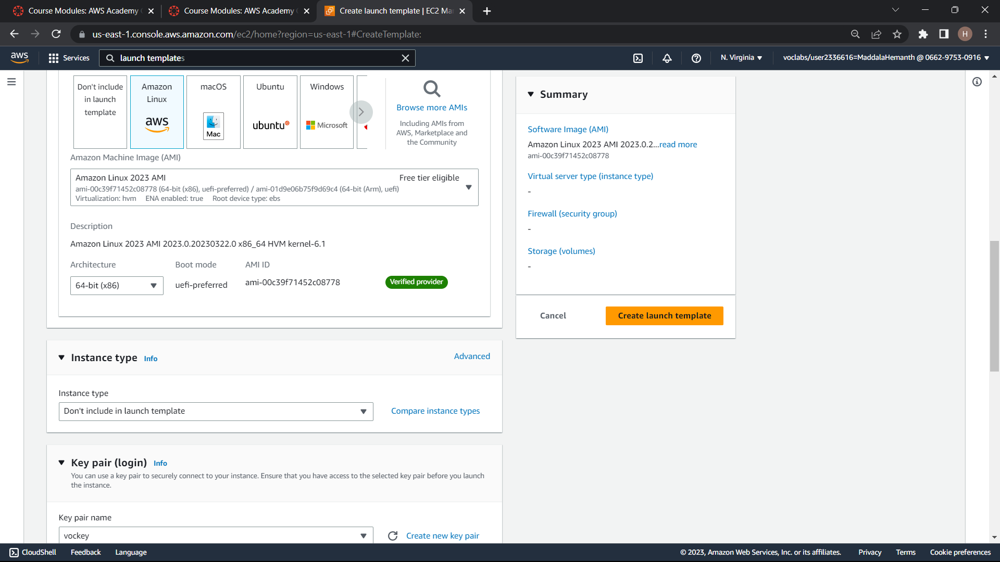 Course Modules: AWS Academy
Course Modules: AWS Academy
Create launch template | EC2 Ma
us-east-1.console.aws.amazon.com/ec2/home?region=us-east-1#CreateTemplate:
H
aws
Services
launch templates
N. Virginia
voclabs/user2336616=MaddalaHemanth @ 0662-9753-0916
Don't include
in launch
template
Amazon
Linux
aws
macOS
Mac
Ubuntu
ubuntu
Windows
Microsoft
Browse more AMIs
Including AMIs from
AWS, Marketplace and
the Community
Amazon Machine Image (AMI)
Amazon Linux 2023 AMI
Free tier eligible
ami-00c39f71452c08778 (64-bit (x86), uefi-preferred) / ami-01d9e06b75f9d69c4 (64-bit (Arm), uefi)
Virtualization: hvm ENA enabled: true Root device type: ebs
Description
Amazon Linux 2023 AMI 2023.0.20230322.0 x86_64 HVM kernel-6.1
Architecture
Boot mode
AMI ID
64-bit (x86)
uefi-preferred
ami-00c39f71452c08778
Verified provider
Instance type Info
Advanced
Instance type
Don't include in launch template
Compare instance types
Key pair (login) Info
You can use a key pair to securely connect to your instance. Ensure that you have access to the selected key pair before you launch
the instance.
Key pair name
vockey
Create new key pair
Summary
Software Image (AMI)
Amazon Linux 2023 AMI 2023.0.2...read more
ami-00c39f71452c08778
Virtual server type (instance type)
-
Firewall (security group)
-
Storage (volumes)
-
Cancel
Create launch template
CloudShell
Feedback
Language
© 2023, Amazon Web Services, Inc. or its affiliates.
Privacy
Terms
Cookie preferences